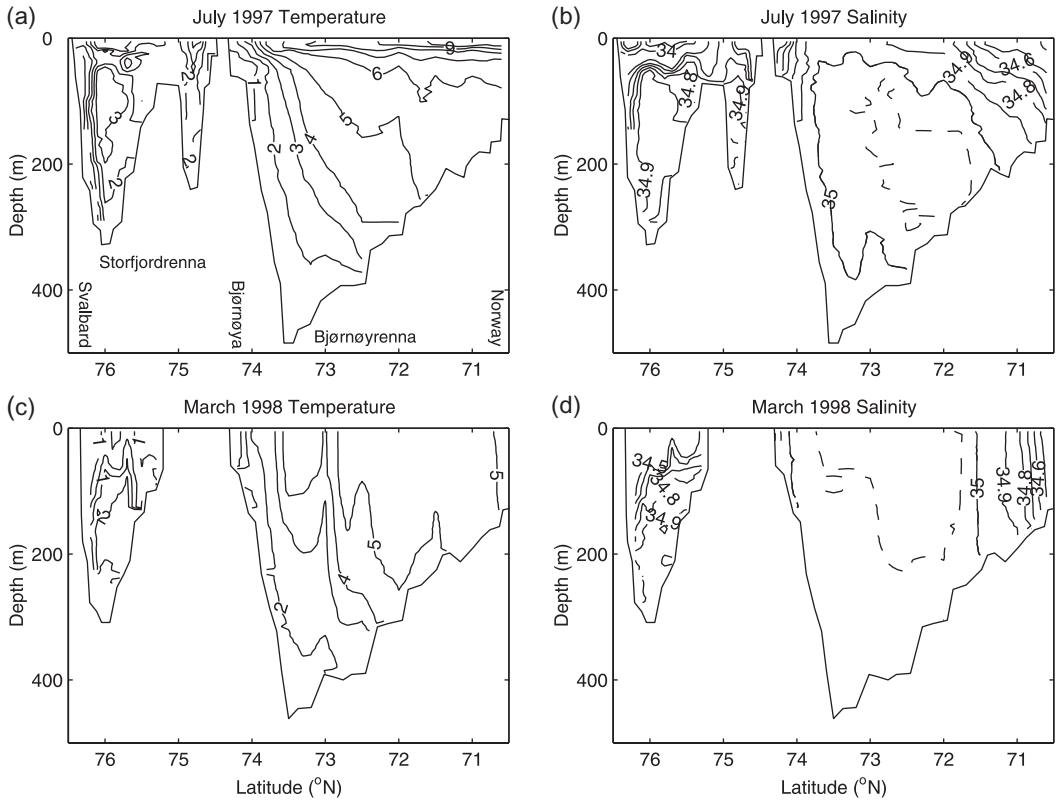 (a) July 1997 Temperature
0
200
400
Depth (m)
76 75 74 73 72 71
9
6
5
4
3
2
1
3
2
2
2
Storfjordrenna
Svalbard
Bjørnøya
Bjørnøyrenna
Norway
(b) July 1997 Salinity
0
200
400
Depth (m)
76 75 74 73 72 71
34
34.8
34.9
34.9
34.9
34.6
34.8
34.9
35
(c) March 1998 Temperature
0
200
400
Depth (m)
76 75 74 73 72 71
Latitude (°N)
1
1
1
2
2
4
5
5
(d) March 1998 Salinity
0
200
400
Depth (m)
76 75 74 73 72 71
Latitude (°N)
34.8
34.9
35
34.9
34.8
34.6